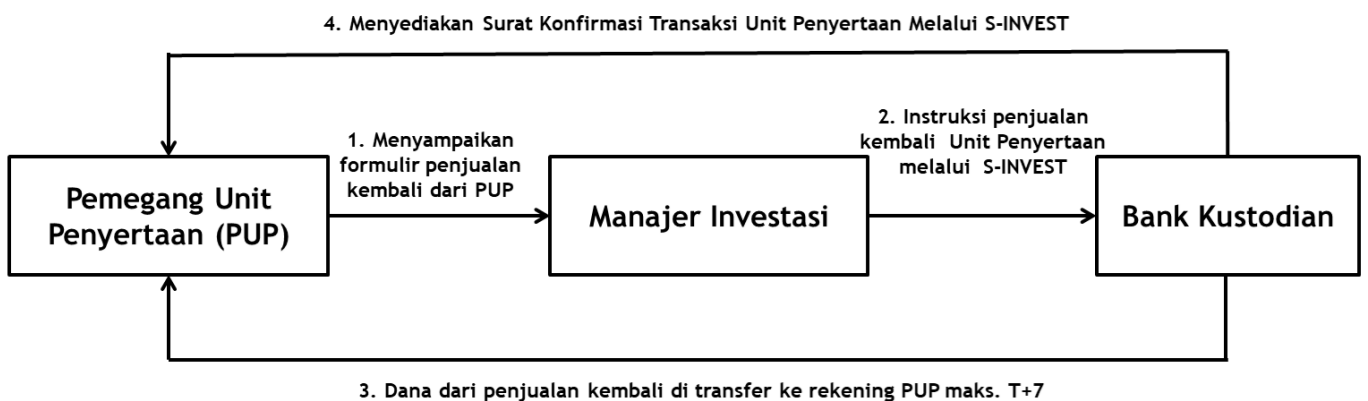 4. Menyediakan Surat Konfirmasi Transaksi Unit Penyertaan Melalui S-INVEST
1. Menyampaikan
formulir penjualan
kembali dari PUP
2. Instruksi penjualan
kembali Unit Penyertaan
melalui S-INVEST
Pemegang Unit
Penyertaan (PUP)
Manajer Investasi
Bank Kustodian
3. Dana dari penjualan kembali di transfer ke rekening PUP maks. T+7